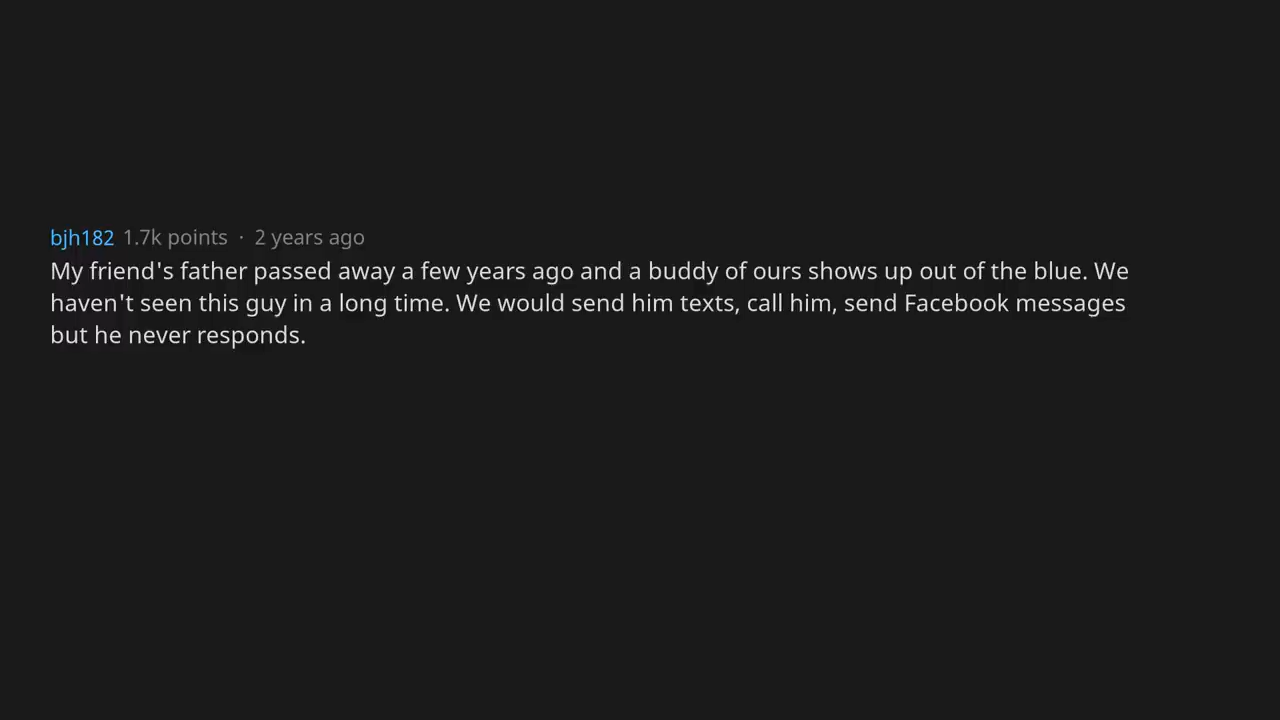 bjh182 1.7k points · 2 years ago
My friend's father passed away a few years ago and a buddy of ours shows up out of the blue. We
haven't seen this guy in a long time. We would send him texts, call him, send Facebook messages
but he never responds.